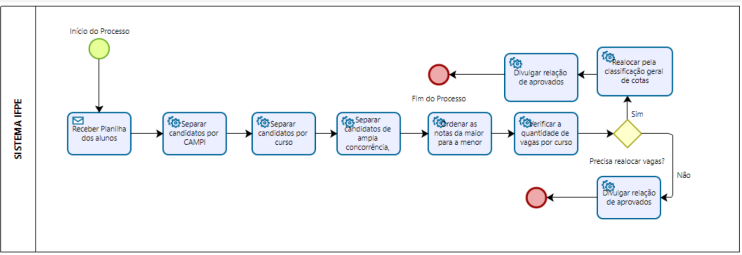 SISTEMA IFPE
Início do Processo
Receber Planilha
dos alunos
Separar
candidatos por
CAMPI
Separar
candidatos por
curso
Separar
candidatos de
ampla
concorrência,
Ordenar as
notas da maior
para a menor
Verificar a
quantidade de
vagas por curso
Precisa realocar vagas?
Sim
Realocar pela
classificação geral
de cotas
Divulgar relação
de aprovados
Fim do Processo
Não
Divulgar relação
de aprovados